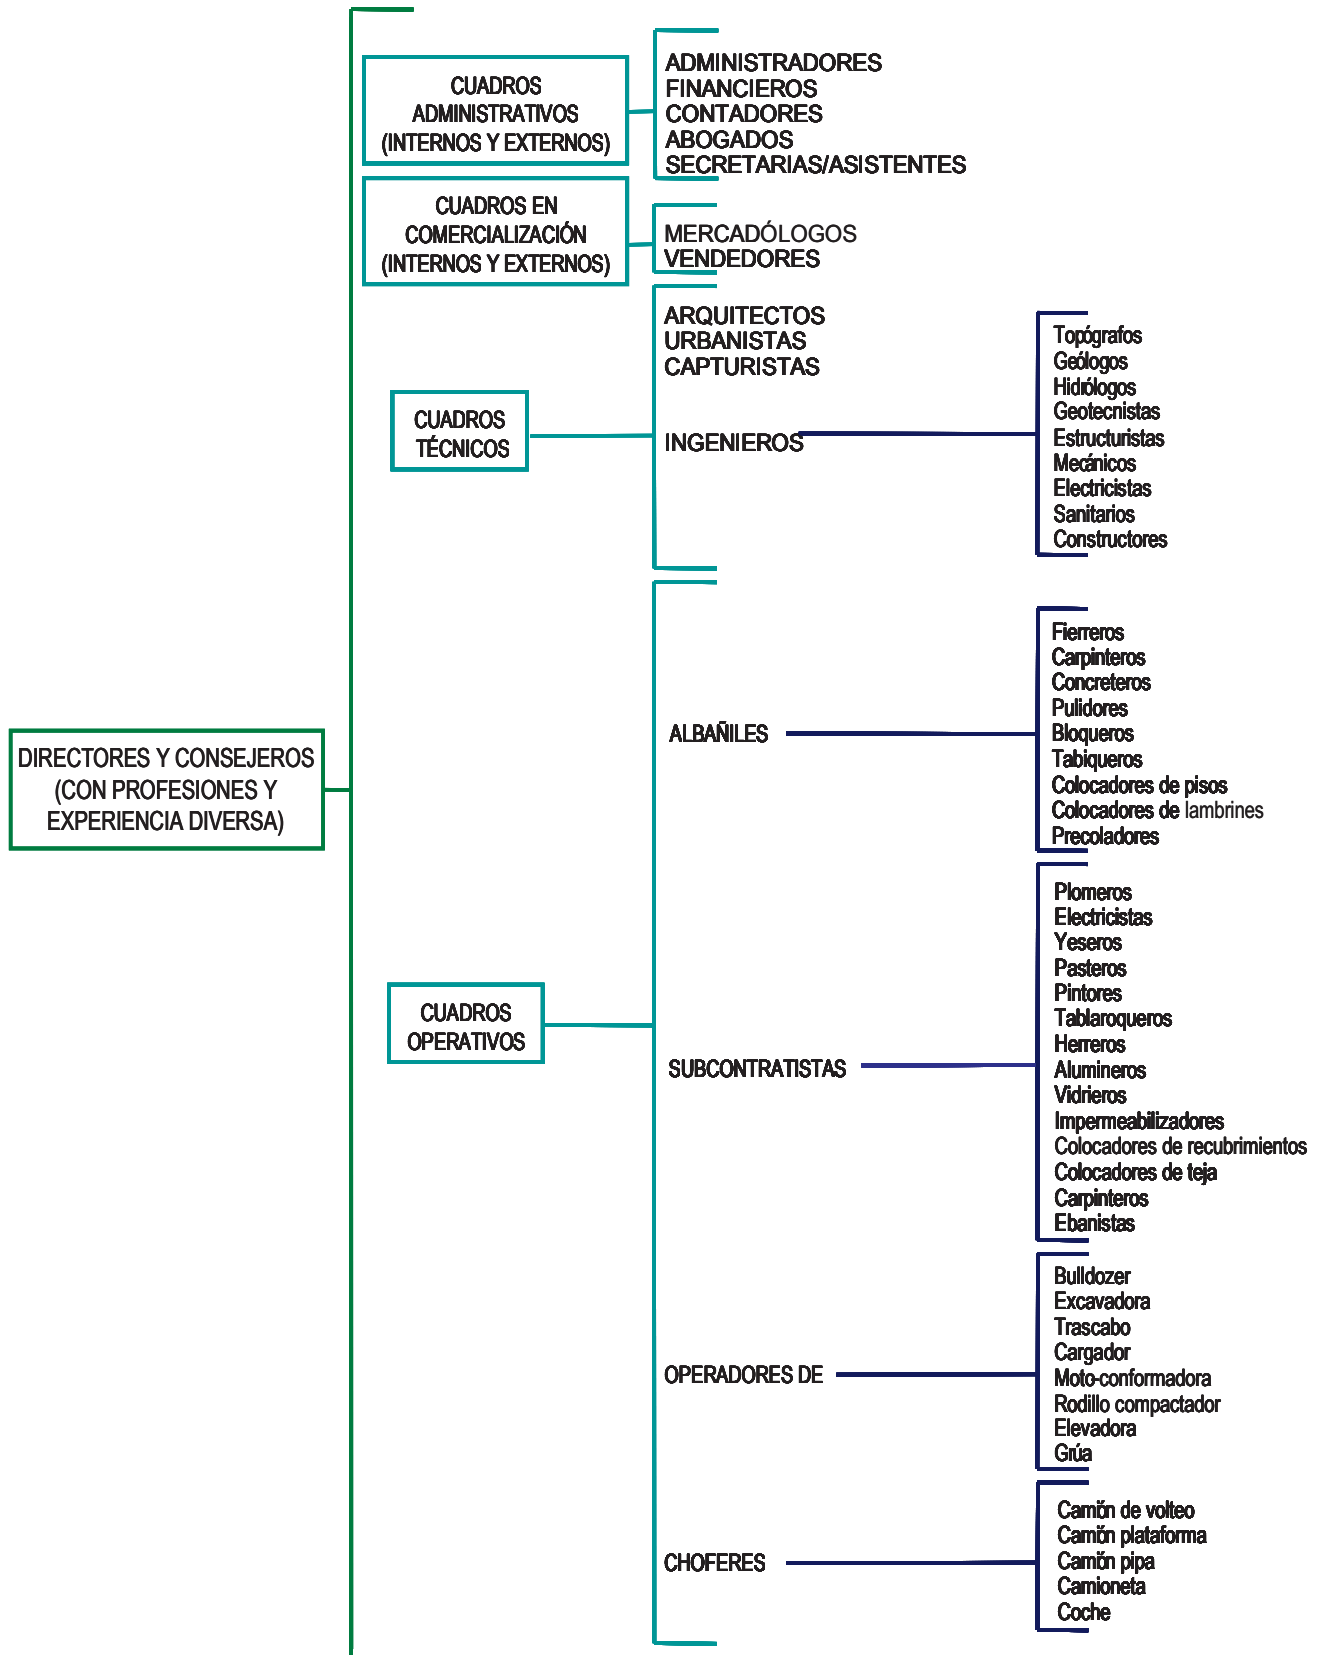 DIRECTORES Y CONSEJEROS
(CON PROFESIONES Y
EXPERIENCIA DIVERSA)
CUADROS
ADMINISTRATIVOS
(INTERNOS Y EXTERNOS)
ADMINISTRADORES
FINANCIEROS
CONTADORES
ABOGADOS
SECRETARIAS/ASISTENTES
CUADROS EN
COMERCIALIZACIÓN
(INTERNOS Y EXTERNOS)
MERCADÓLOGOS
VENDEDORES
CUADROS
TÉCNICOS
ARQUITECTOS
URBANISTAS
CAPTURISTAS
INGENIEROS
Topógrafos
Geólogos
Hidrólogos
Geotecnistas
Estructuristas
Mecánicos
Electricistas
Sanitarios
Constructores
CUADROS
OPERATIVOS
ALBAÑILES
Fierreros
Carpinteros
Concreteros
Pulidores
Bloqueros
Tabiqueros
Colocadores de pisos
Colocadores de lambrines
Precoladores
SUBCONTRATISTAS
Plomeros
Electricistas
Yeseros
Pasteros
Pintores
Tablaroqueros
Herreros
Alumineros
Vidrieros
Impermeabilizadores
Colocadores de recubrimientos
Colocadores de teja
Carpinteros
Ebanistas
OPERADORES DE
Bulldozer
Excavadora
Trascabo
Cargador
Moto-conformadora
Rodillo compactador
Elevadora
Grúa
CHOFERES
Camión de volteo
Camión plataforma
Camión pipa
Camioneta
Coche